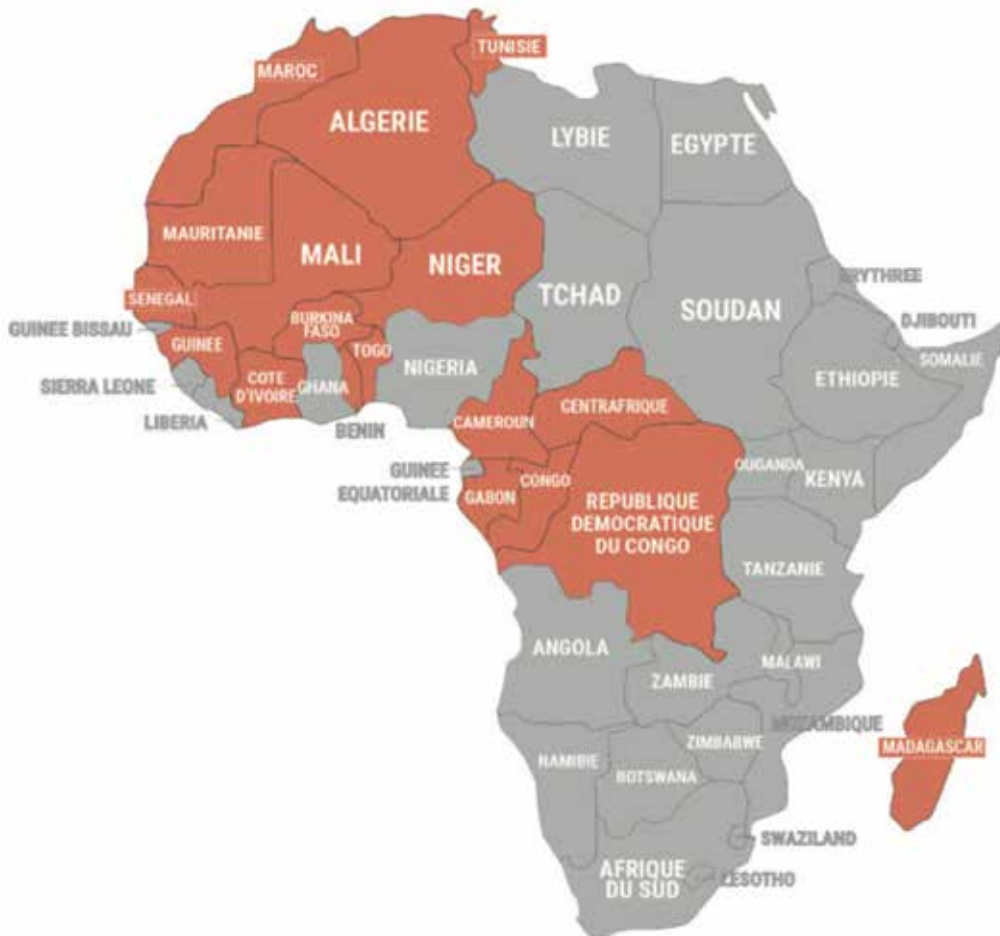 TUNISIE
MAROC
ALGERIE
LYBIE
EGYPTE
MAURITANIE
MALI
NIGER
TCHAD
SOUDAN
ERYTHREE
SENEGAL
GUINEE BISSAU
BURKINA
FASO
DJIBOUTI
GUINEE
TOGO
SOMALIE
NIGERIA
SIERRA LEONE
COTE
D'IVOIRE
GHANA
ETHIOPIE
CENTRAFRIQUE
LIBERIA
BENIN
CAMEROUN
GUINEE
EQUATORIALE
OUGANDA
KENYA
CONGO
GABON
REPUBLIQUE
DEMOCRATIQUE
DU CONGO
TANZANIE
ANGOLA
MALAWI
ZAMBIE
MOZAMBIQUE
ZIMBABWE
MADAGASCAR
NAMIBIE
BOTSWANA
SWAZILAND
AFRIQUE
DU SUD
LESOTHO